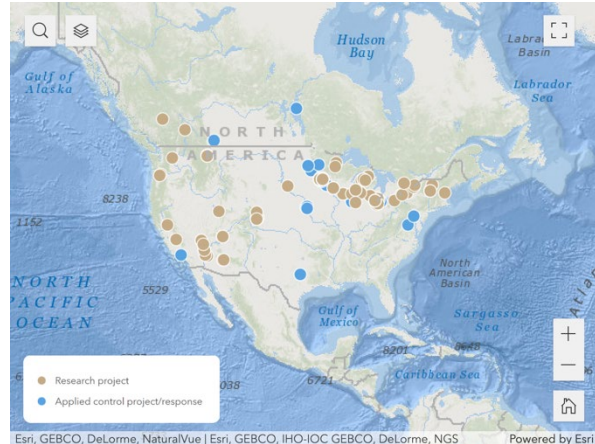 Hudson
Bay
Labrador
Basin
Gulf of
Alaska
Labrador
Sea
NORTH
AMERICA
8238
1152
5529
NORTH
PACIFIC
OCEAN
North
American
Basin
Gulf of
Mexico
Sargasso
Sea
8201
Caribbean Sea
6721
038
Research project
Applied control project/response
Esri, GEBCO, DeLorme, NaturalVue | Esri, GEBCO, IHO-IOC GEBCO, DeLorme, NGS
Powered by Esri